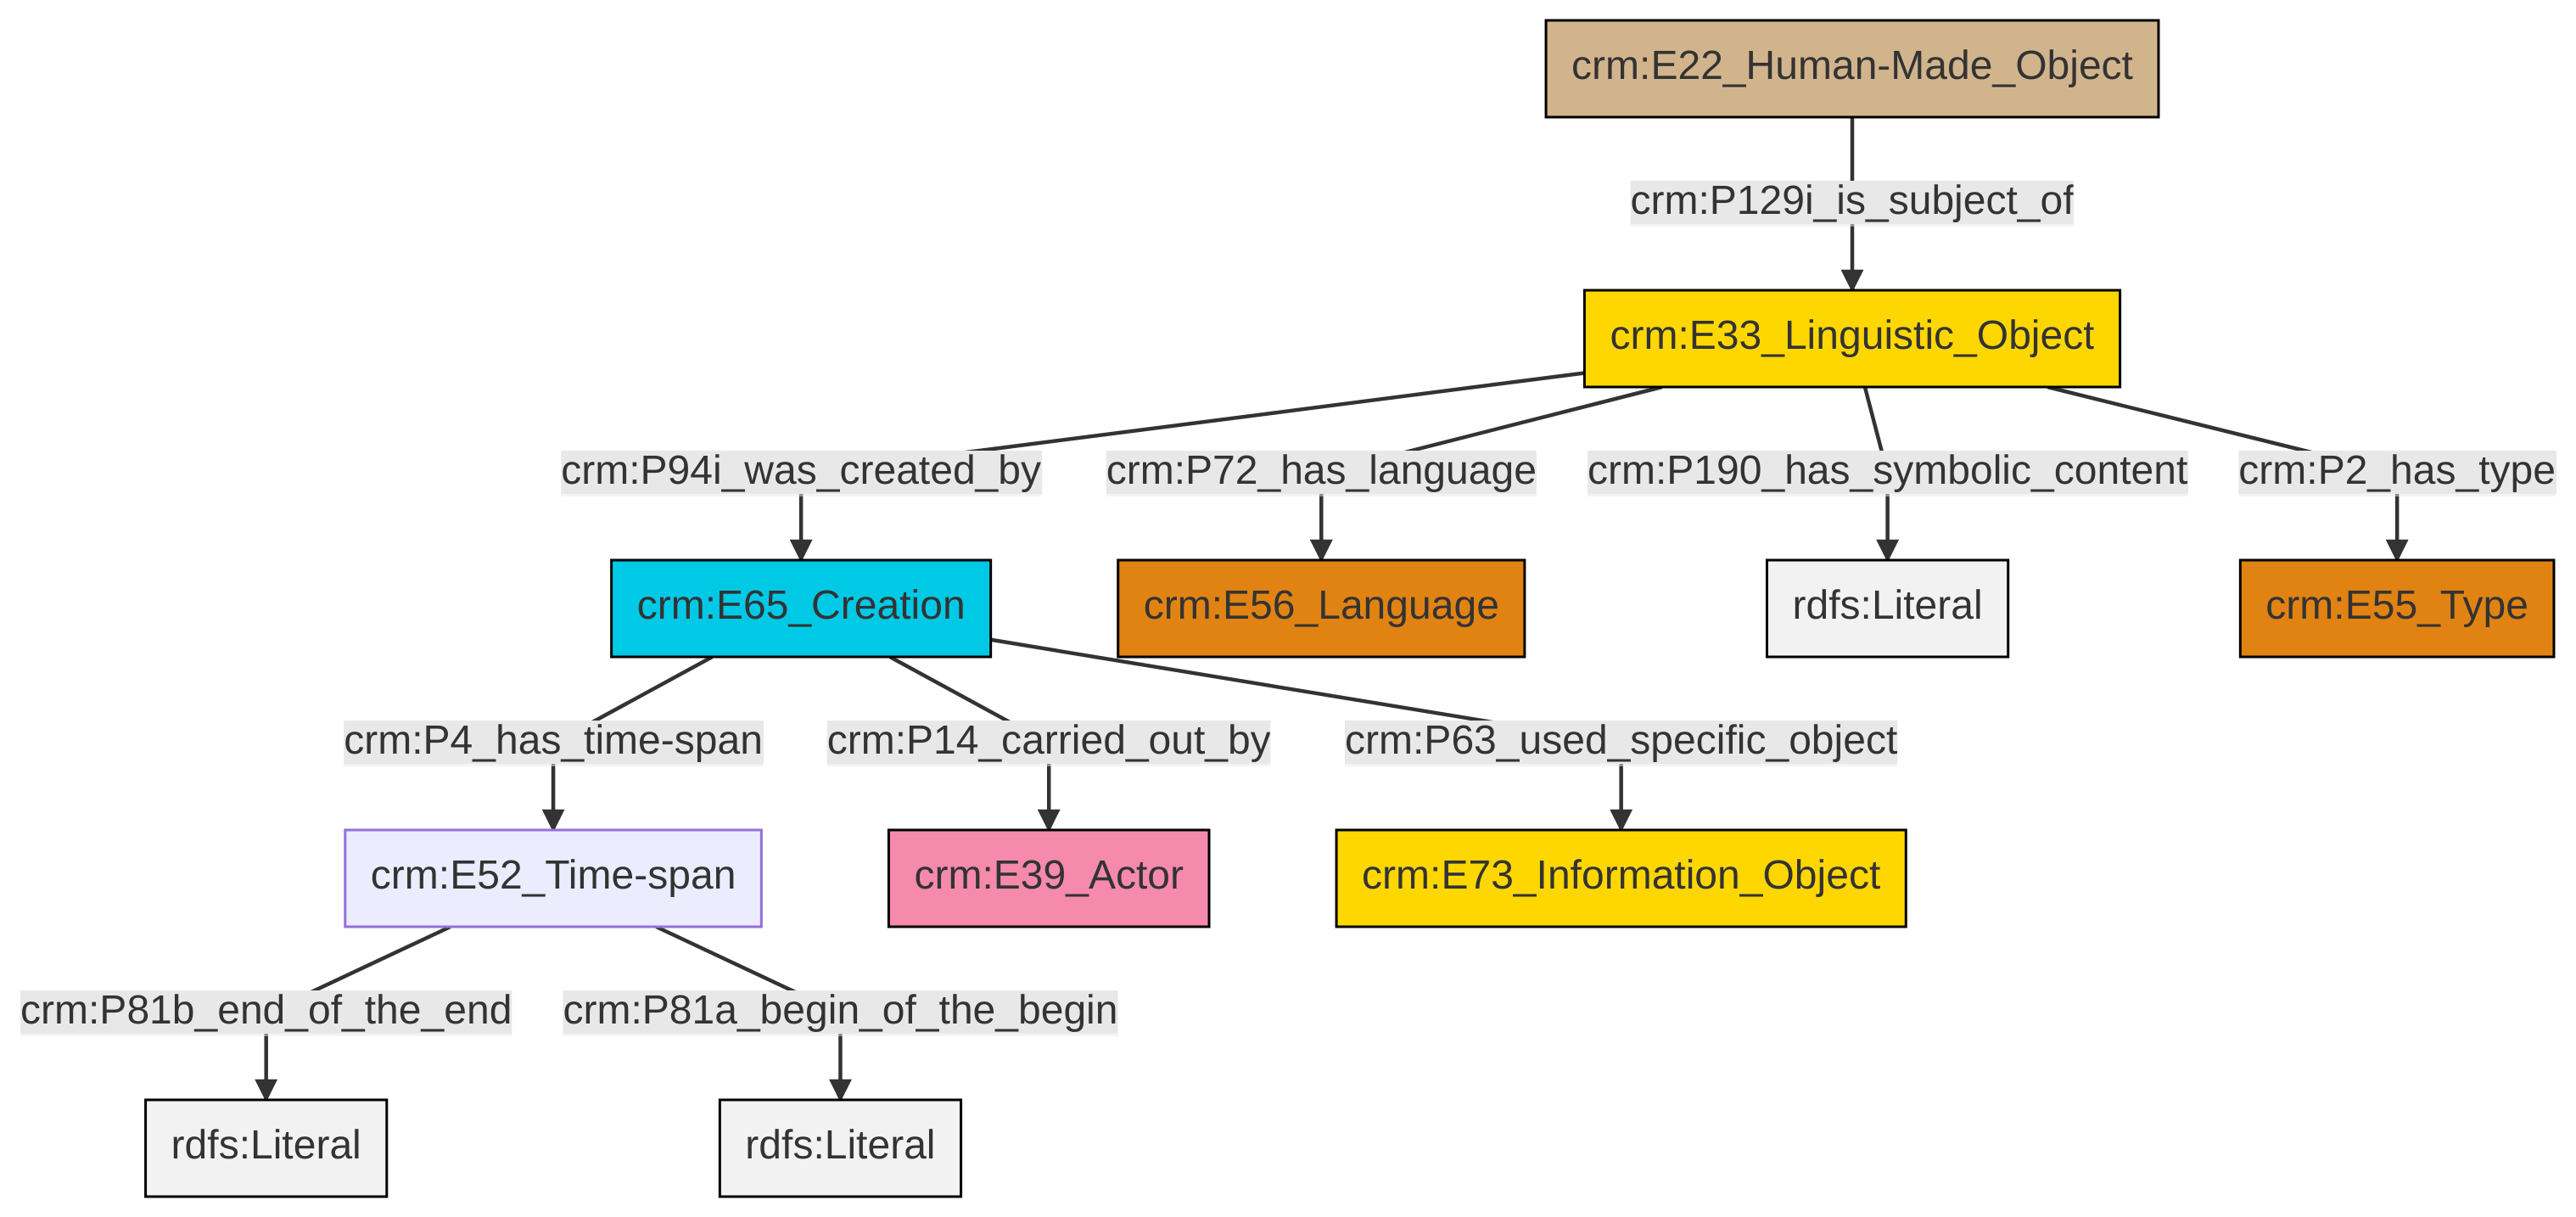 crm:E22_Human-Made_Object
crm:P129i_is_subject_of
crm:E33_Linguistic_Object
crm:P94i_was_created_by
crm:P72_has_language
crm:P190_has_symbolic_content
crm:P2_has_type
crm:E65_Creation
crm:E56_Language
rdfs:Literal
crm:E55_Type
crm:P4_has_time-span
crm:P14_carried_out_by
crm:P63_used_specific_object
crm:E52_Time-span
crm:E39_Actor
crm:E73_Information_Object
crm:P81b_end_of_the_end
crm:P81a_begin_of_the_begin
rdfs:Literal
rdfs:Literal